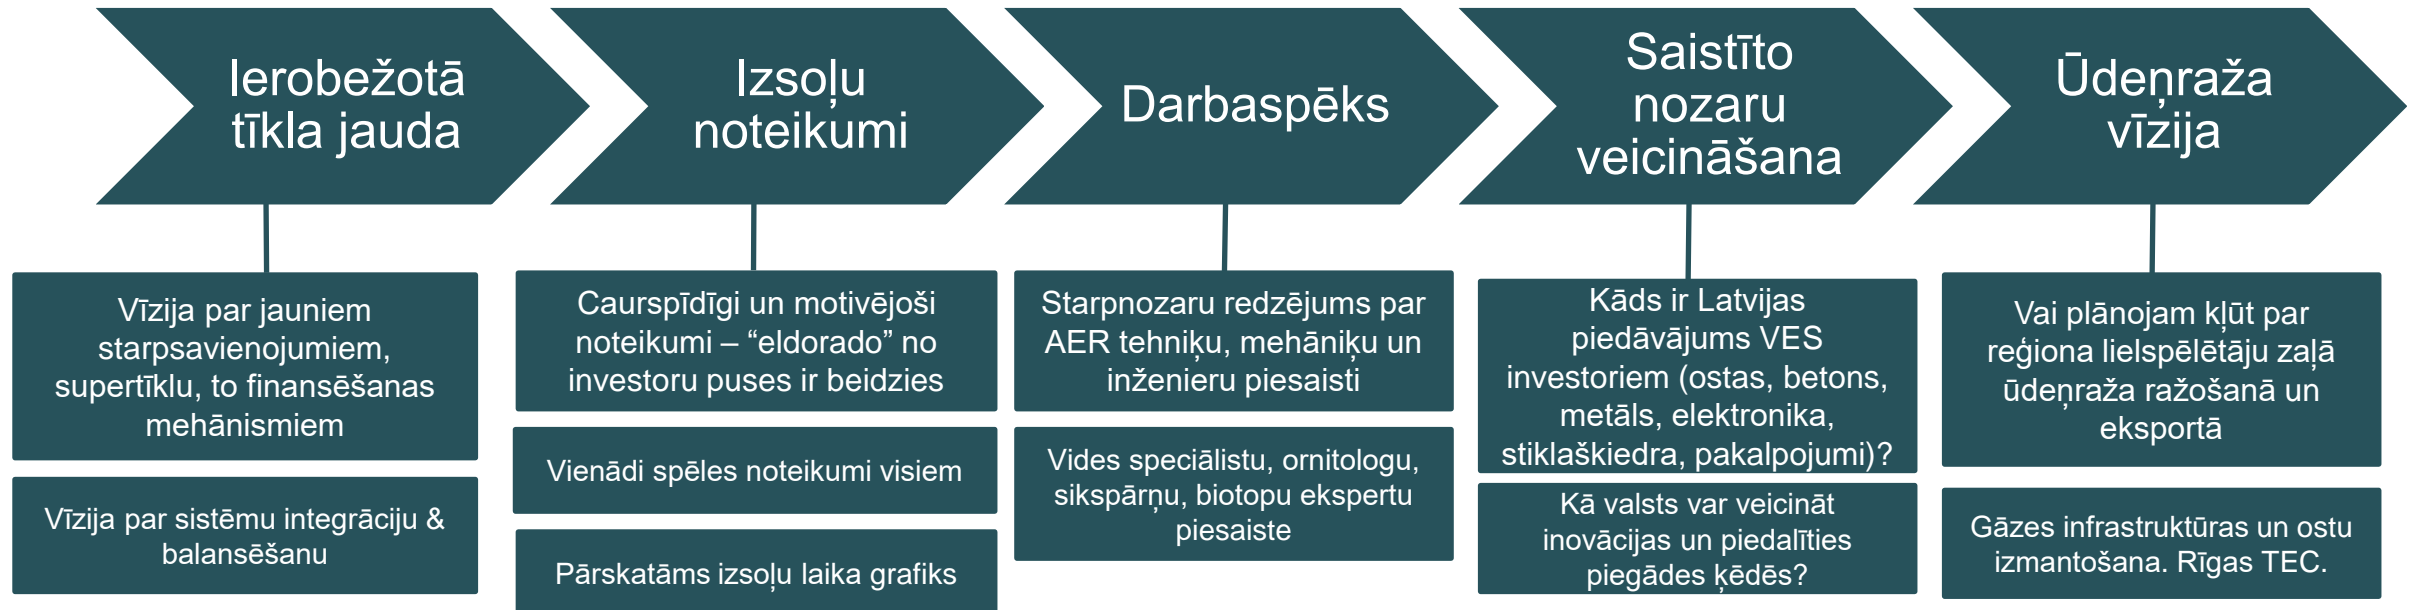 Ierobežotā
tīkla jauda
Vīzija par jauniem
starpsavienojumiem,
supertīklu, to finansēšanas
mehānismiem
Vīzija par sistēmu integrāciju &
balansēšanu
Izsoļu
noteikumi
Caurspīdīgi un motivējoši
noteikumi – “eldorado” no
investoru puses ir beidzies
Vienādi spēles noteikumi visiem
Pārskatāms izsoļu laika grafiks
Darbaspēks
Starpnozaru redzējums par
AER tehniķu, mehāniķu un
inženieru piesaisti
Vides speciālistu, ornitologu,
sikspārņu, biotopu ekspertu
piesaiste
Saistīto
nozaru
veicināšana
Kāds ir Latvijas
piedāvājums VES
investoriem (ostas, betons,
metāls, elektronika,
stiklašķiedra, pakalpojumi)?
Kā valsts var veicināt
inovācijas un piedalīties
piegādes ķēdēs?
Ūdeņraža
vīzija
Vai plānojam kļūt par
reģiona lielspēlētāju zaļā
ūdeņraža ražošanā un
eksportā
Gāzes infrastruktūras un ostu
izmantošana. Rīgas TEC.